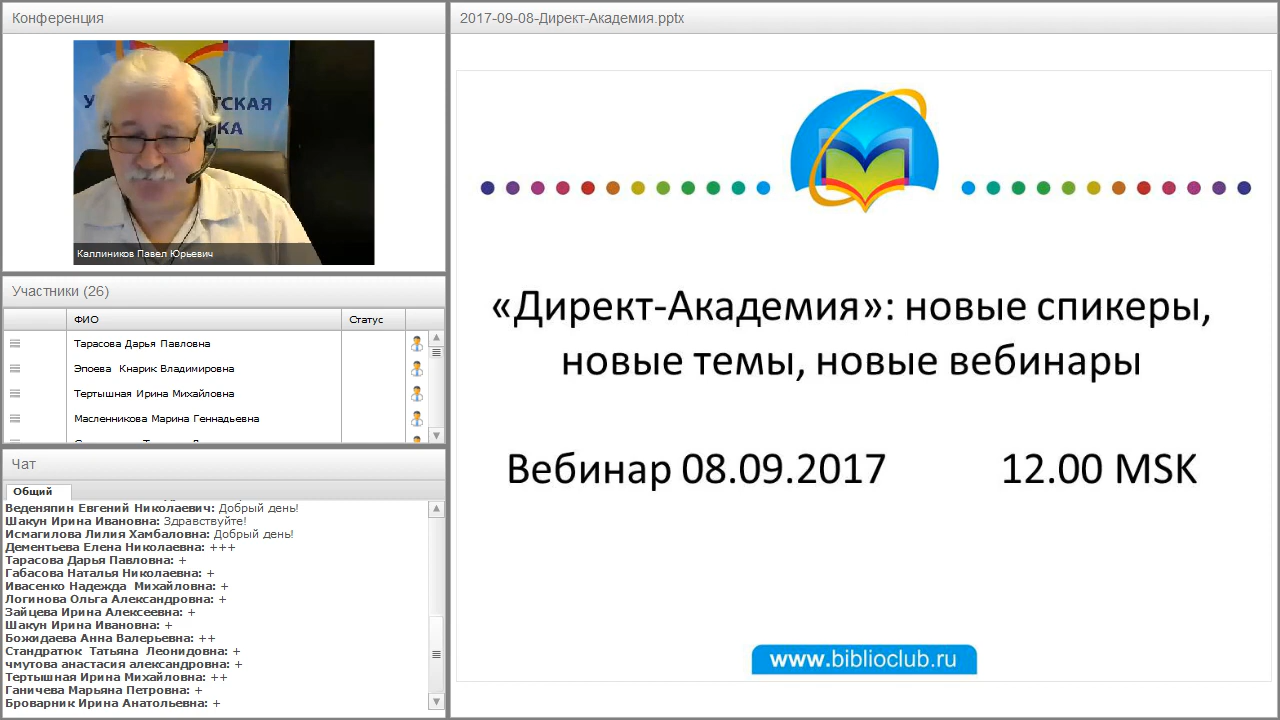 Конференция
УНИВЕРСИТЕТСКАЯ
Каллиников Павел Юрьевич
Участники (26)
ФИО
Статус
Тарасова Дарья Павловна
Эпоева Кнарик Владимировна
Тертышная Ирина Михайловна
Масленникова Марина Геннадьевна
Чат
Общий
Веденяпин Евгений Николаевич: Добрый день!
Шакун Ирина Ивановна: Здравствуйте!
Исмагилова Лилия Хамбаловна: Добрый день!
Дементьева Елена Николаевна: +++
Тарасова Дарья Павловна: +
Габасова Наталья Николаевна: +
Ивасенко Надежда Михайловна: +
Логинова Ольга Александровна: +
Зайцева Ирина Алексеевна: +
Шакун Ирина Ивановна: +
Божидаева Анна Валерьевна: ++
Стандратюк Татьяна Леонидовна: +
чмутова анастасия александровна: +
Тертышная Ирина Михайловна: ++
Ганичева Марьяна Петровна: +
Броварник Ирина Анатольевна: +
2017-09-08-Директ-Академия.pptx
«Директ-Академия»: новые спикеры,
новые темы, новые вебинары
Вебинар 08.09.2017 12.00 MSK
www.biblioclub.ru